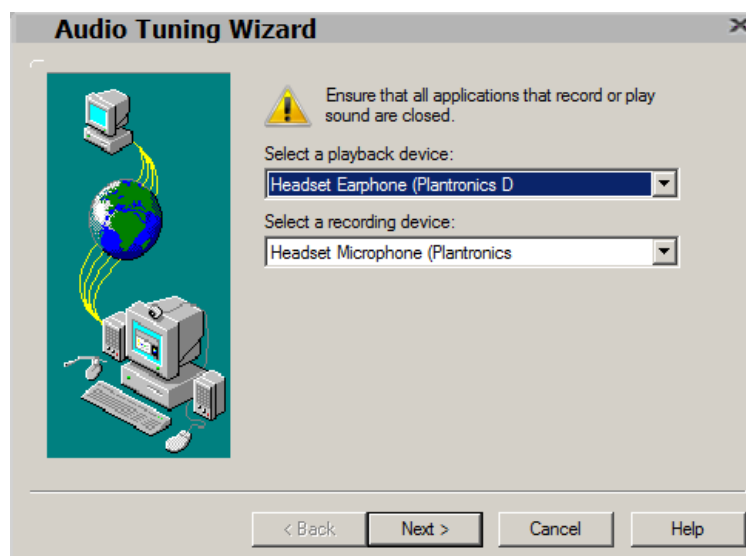 Audio Tuning Wizard
Ensure that all applications that record or play
sound are closed.
Select a playback device:
Headset Earphone (Plantronics D
Select a recording device:
Headset Microphone (Plantronics
< Back
Next >
Cancel
Help